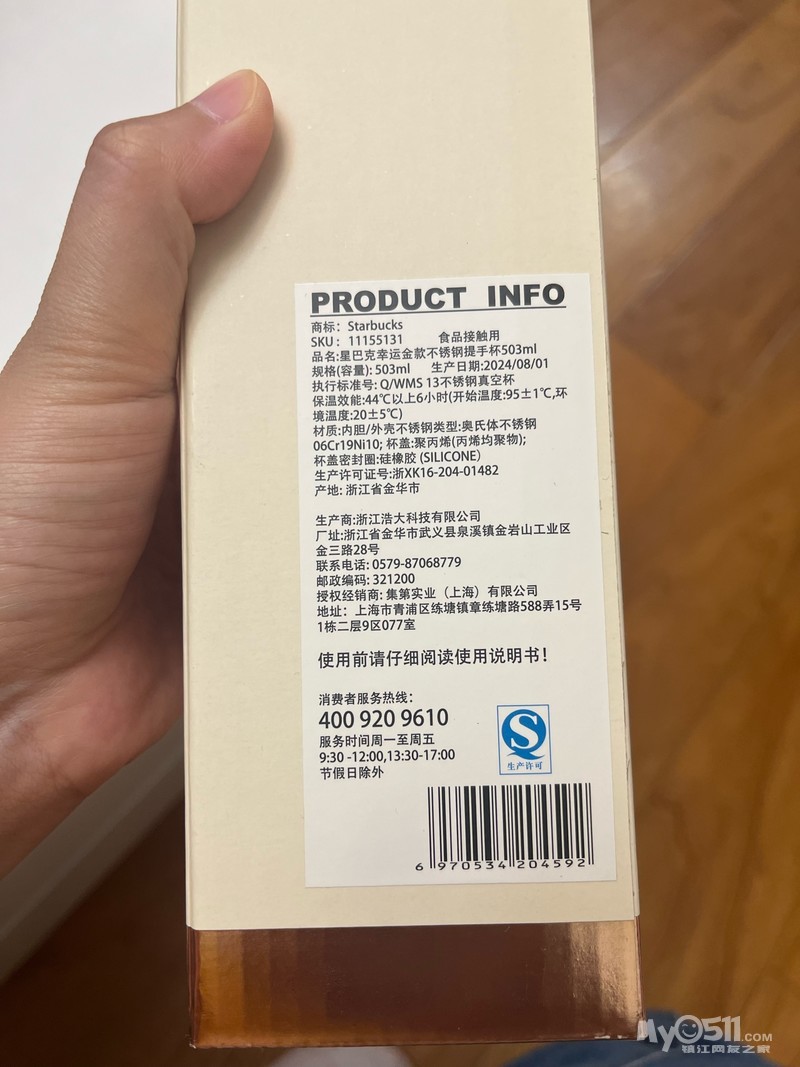 PRODUCT INFO
商标：Starbucks
SKU：11155131 食品接触用
品名:星巴克幸运金款不锈钢提手杯503ml
规格(容量): 503ml 生产日期:2024/08/01
执行标准号: Q/WMS 13不锈钢真空杯
保温效能:44℃以上6小时(开始温度:95±1℃,环
境温度:20±5℃)
材质:内胆/外壳不锈钢类型:奥氏体不锈钢
06Cr19Ni10; 杯盖:聚丙烯(丙烯均聚物);
杯盖密封圈:硅橡胶 (SILICONE)
生产许可证号:浙XK16-204-01482
产地: 浙江省金华市
生产商:浙江浩大科技有限公司
厂址:浙江省金华市武义县泉溪镇金岩山工业区
金三路28号
联系电话: 0579-87068779
邮政编码: 321200
授权经销商: 集第实业（上海）有限公司
地址：上海市青浦区练塘镇章练塘路588弄15号
1栋二层9区077室
使用前请仔细阅读使用说明书！
消费者服务热线：
400 920 9610
服务时间周一至周五
9:30 -12:00,13:30-17:00
节假日除外
生产许可
6 970534 204592
My0511.COM
镇江网友之家